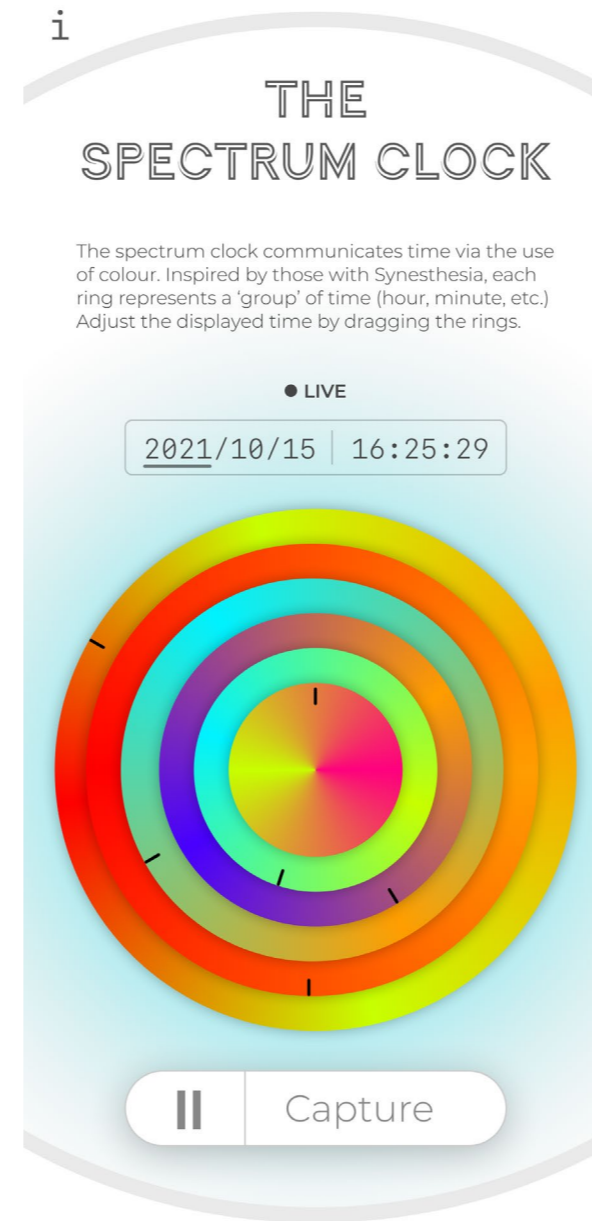 i
THE
SPECTRUM CLOCK
The spectrum clock communicates time via the use
of colour. Inspired by those with Synesthesia, each
ring represents a ‘group’ of time (hour, minute, etc.)
Adjust the displayed time by dragging the rings.
LIVE
2021/10/15 16:25:29
Capture